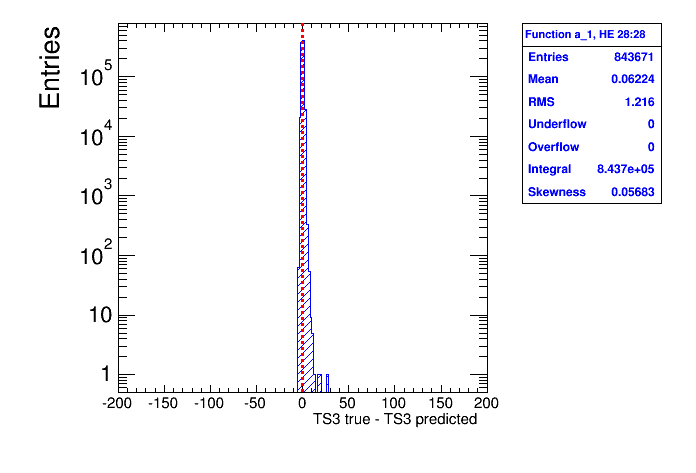 Entries
10^5
10^4
10^3
10^2
10
1
-200 -150 -100 -50 0 50 100 150 200
TS3 true - TS3 predicted
Function a_1, HE 28:28
Entries 843671
Mean 0.06224
RMS 1.216
Underflow 0
Overflow 0
Integral 8.437e+05
Skewness 0.05683